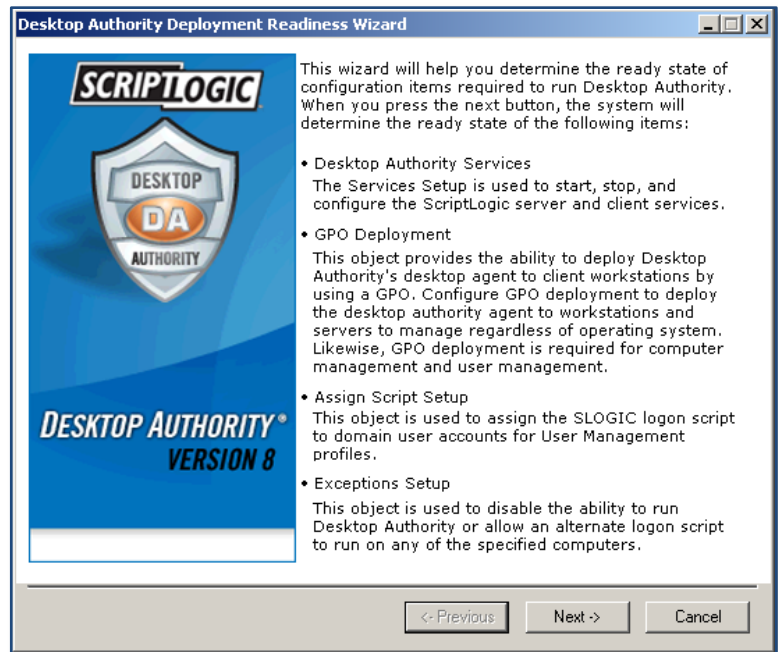 Desktop Authority Deployment Readiness Wizard
SCRIPTLOGIC
DESKTOP
DA
AUTHORITY
DESKTOP AUTHORITY®
VERSION 8
This wizard will help you determine the ready state of
configuration items required to run Desktop Authority.
When you press the next button, the system will
determine the ready state of the following items:
• Desktop Authority Services
The Services Setup is used to start, stop, and
configure the ScriptLogic server and client services.
• GPO Deployment
This object provides the ability to deploy Desktop
Authority's desktop agent to client workstations by
using a GPO. Configure GPO deployment to deploy
the desktop authority agent to workstations and
servers to manage regardless of operating system.
Likewise, GPO deployment is required for computer
management and user management.
• Assign Script Setup
This object is used to assign the SLOGIC logon script
to domain user accounts for User Management
profiles.
• Exceptions Setup
This object is used to disable the ability to run
Desktop Authority or allow an alternate logon script
to run on any of the specified computers.
<- Previous
Next ->
Cancel